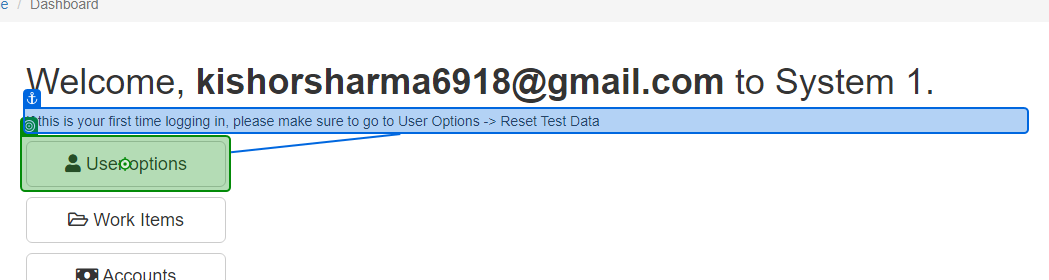 e / Dashboard
Welcome, kishorsharma6918@gmail.com to System 1.
this is your first time logging in, please make sure to go to User Options -> Reset Test Data
User options
Work Items
Accounts